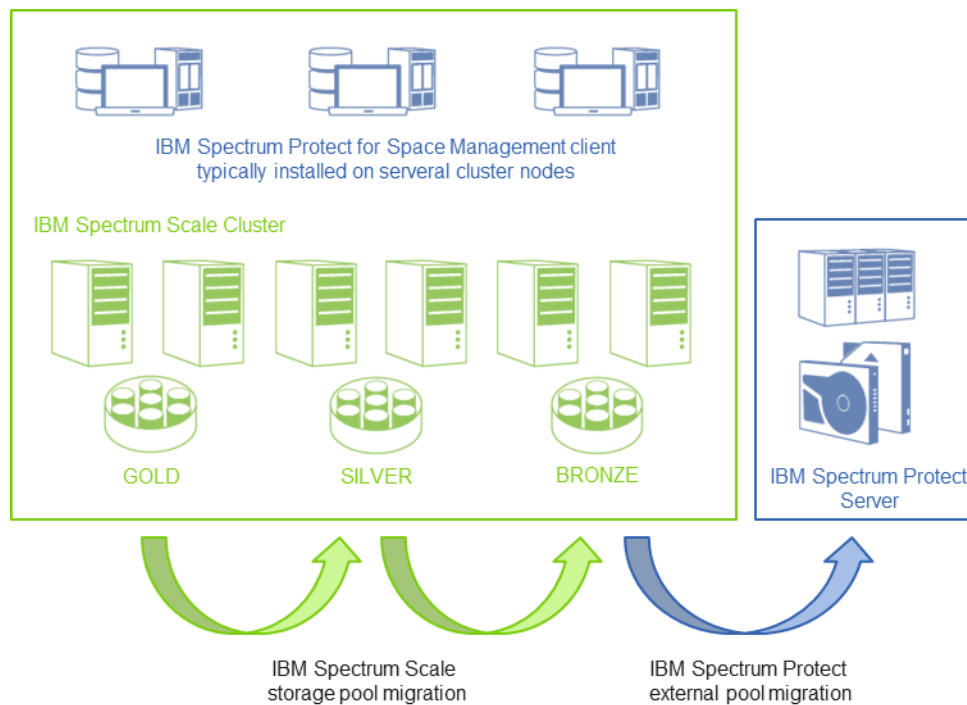 IBM Spectrum Protect for Space Management client
typically installed on serveral cluster nodes
IBM Spectrum Scale Cluster
GOLD
SILVER
BRONZE
IBM Spectrum Protect
Server
IBM Spectrum Scale
storage pool migration
IBM Spectrum Protect
external pool migration